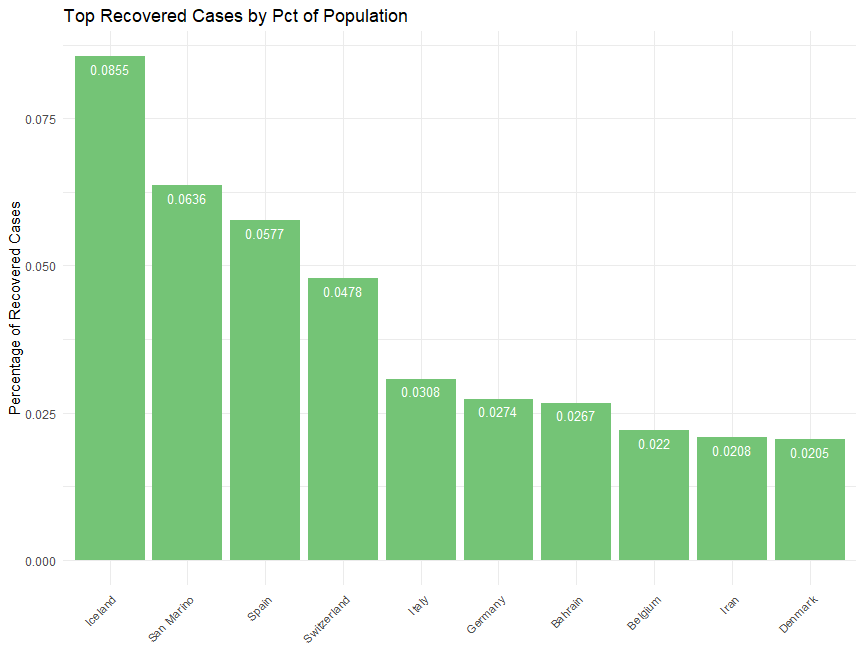 Top Recovered Cases by Pct of Population
Percentage of Recovered Cases
0.075
0.050
0.025
0.000
0.0855
0.0636
0.0577
0.0478
0.0308
0.0274
0.0267
0.022
0.0208
0.0205
Iceland
San Marino
Spain
Switzerland
Italy
Germany
Bahrain
Belgium
Iran
Denmark